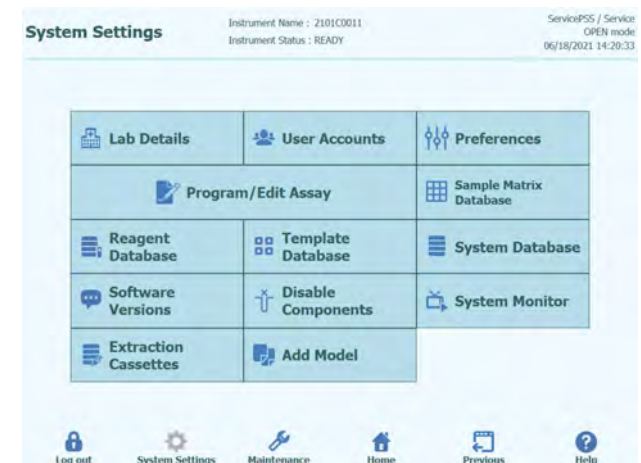 System Settings
Instrument Name : 2101C0011
Instrument Status : READY
ServicePSS / Service
OPEN mode
06/18/2021 14:20:33
Lab Details
User Accounts
Preferences
Program/Edit Assay
Sample Matrix
Database
Reagent
Database
Template
Database
System Database
Software
Versions
Disable
Components
System Monitor
Extraction
Cassettes
Add Model
Log out
System Settings
Maintenance
Home
Previous
Help